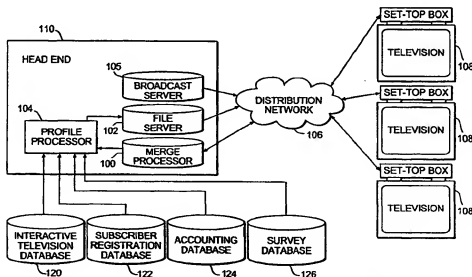 110
HEAD END
105
BROADCAST
SERVER
104
102
FILE
SERVER
PROFILE
PROCESSOR
100
MERGE
PROCESSOR
DISTRIBUTION
NETWORK
106
SET-TOP BOX
TELEVISION
108
SET-TOP BOX
TELEVISION
108
SET-TOP BOX
TELEVISION
108
INTERACTIVE
TELEVISION
DATABASE
120
SUBSCRIBER
REGISTRATION
DATABASE
122
ACCOUNTING
DATABASE
124
SURVEY
DATABASE
126